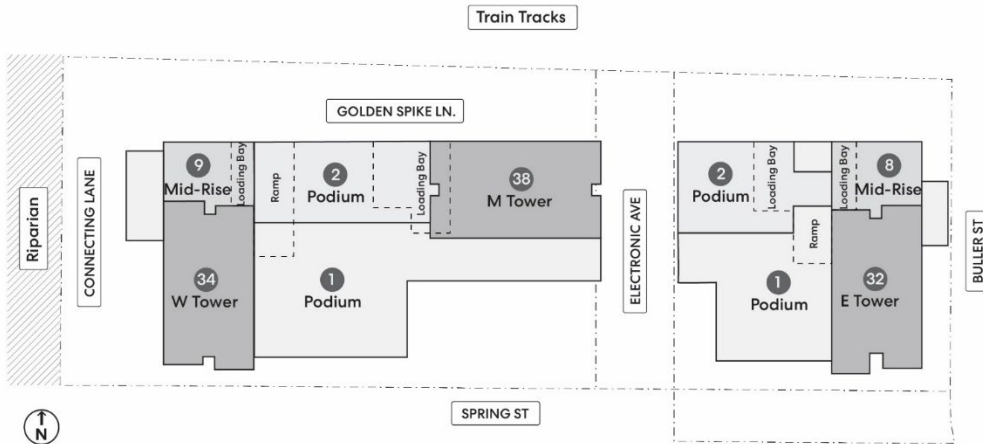 Train Tracks
GOLDEN SPIKE LN.
Riparian
CONNECTING LANE
9
Mid-Rise
Loading Bay
Ramp
2
Podium
Loading Bay
38
M Tower
34
W Tower
1
Podium
ELECTRONIC AVE
2
Podium
Loading Bay
Loading Bay
8
Mid-Rise
Ramp
1
Podium
32
E Tower
BULLER ST
SPRING ST
N